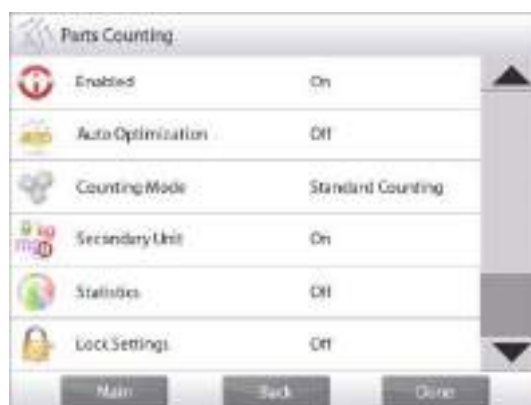 Parts Counting
Enabled On
Auto Optimization Off
Counting Mode Standard Counting
Secondary Unit On
Statistics Off
Lock Settings Off
Main Back Done